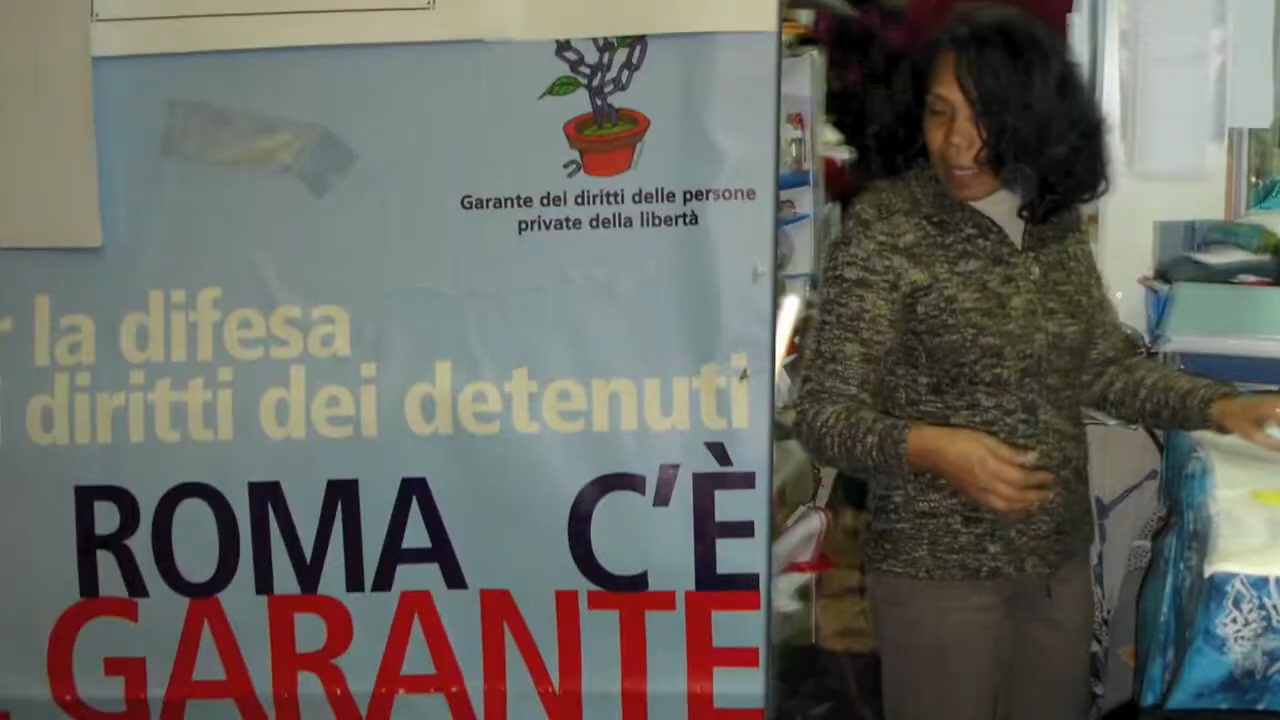 Garante dei diritti delle persone
private della libertà
la difesa
diritti dei detenuti
ROMA C'È
GARANTE